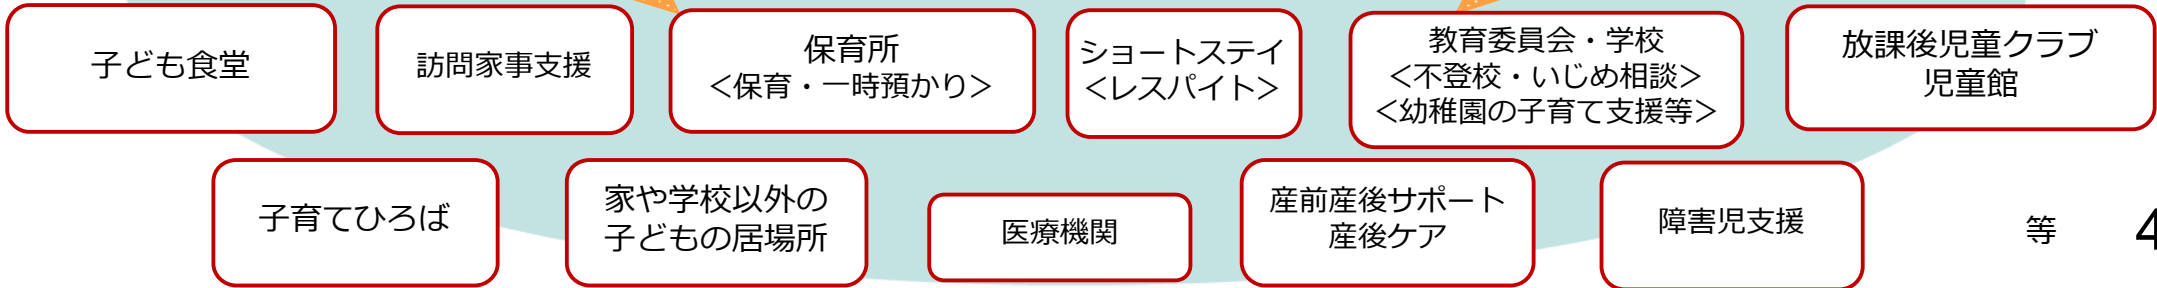 子ども食堂
訪問家事支援
保育所
<保育・一時預かり>
ショートステイ
<レスパイト>
教育委員会・学校
<不登校・いじめ相談>
<幼稚園の子育て支援等>
放課後児童クラブ
児童館
子育てひろば
家や学校以外の
子どもの居場所
医療機関
産前産後サポート
産後ケア
障害児支援
等
4